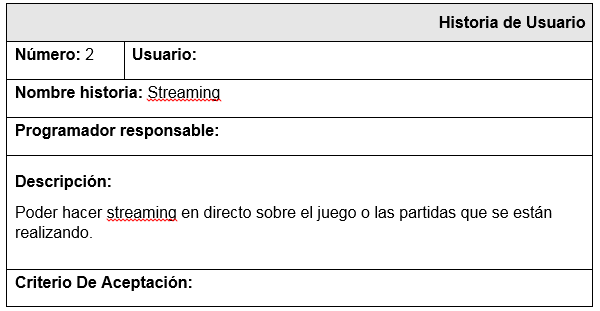 Historia de Usuario
Número: 2
Usuario:
Nombre historia: Streaming
Programador responsable:
Descripción:
Poder hacer streaming en directo sobre el juego o las partidas que se están
realizando.
Criterio De Aceptación: